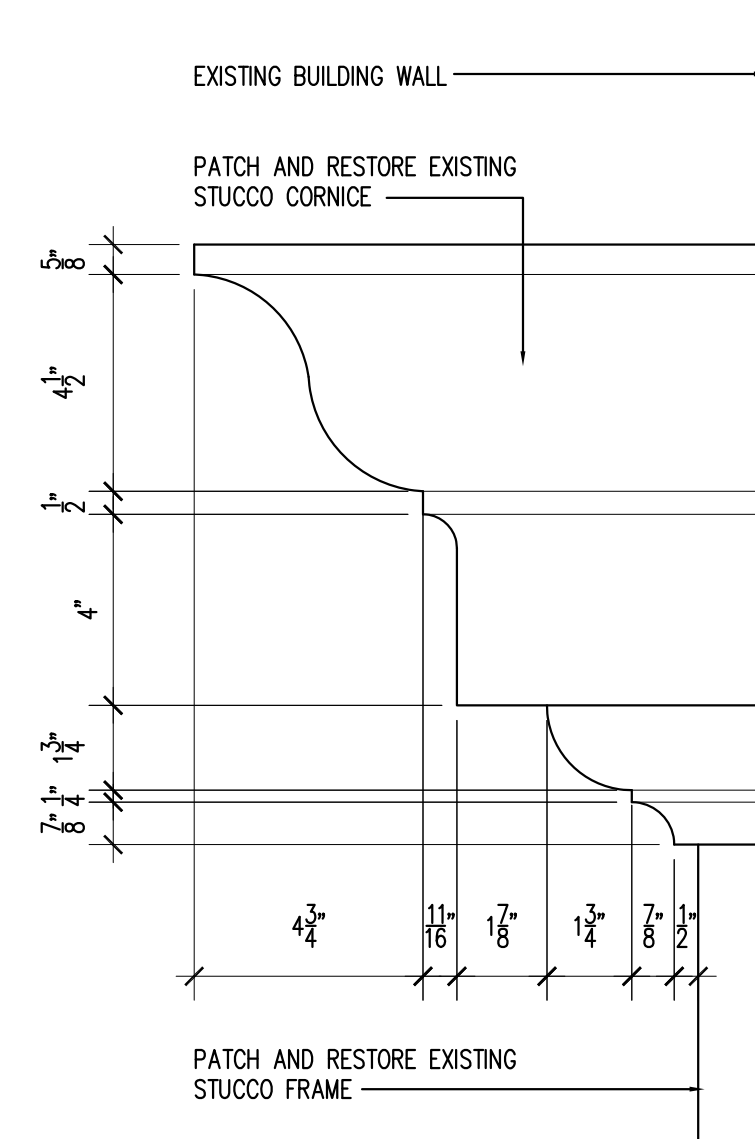 EXISTING BUILDING WALL
PATCH AND RESTORE EXISTING
STUCCO CORNICE
5/8"
4 1/2"
1/2"
4"
1 3/4"
1/4"
7/8"
4 3/4"
11/16"
1 7/8"
1 3/4"
7/8"
1/2"
PATCH AND RESTORE EXISTING
STUCCO FRAME